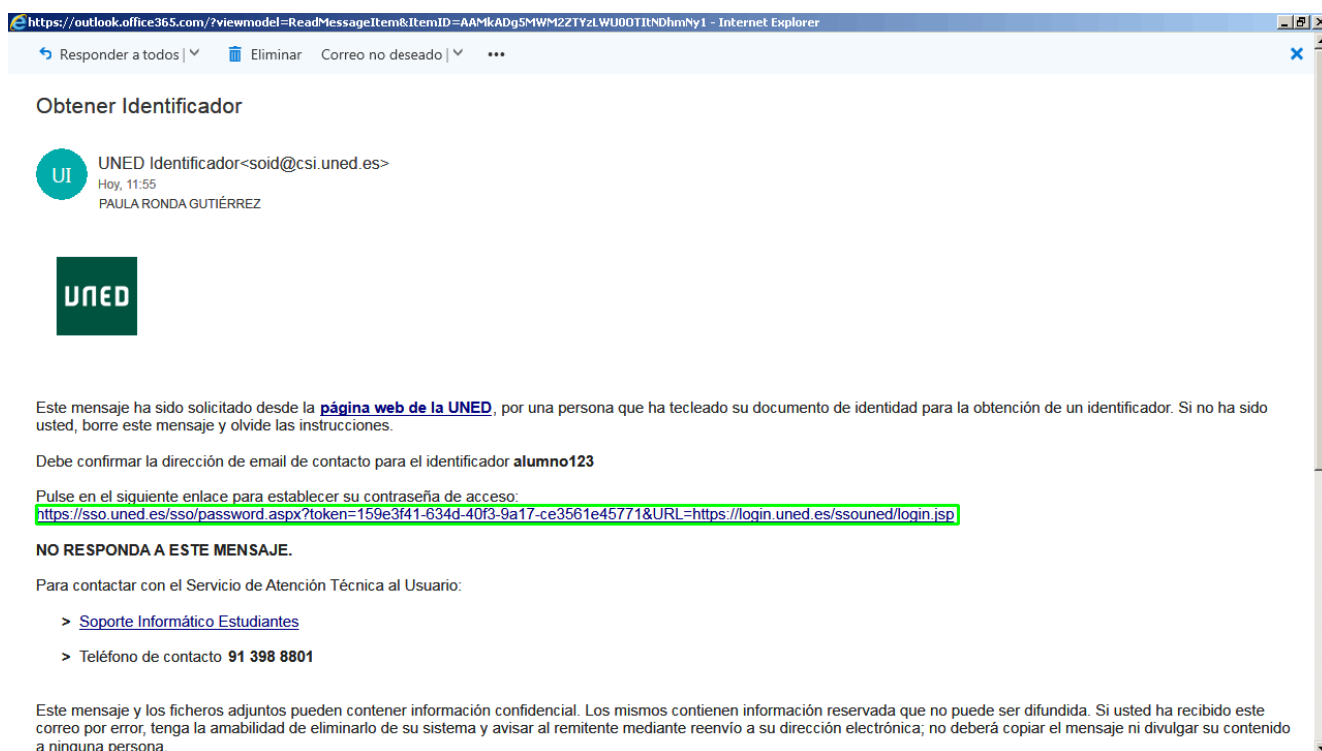 https://outlook.office365.com/?viewmodel=ReadMessageItem&ItemID=AAMkADg5MWM2ZTYzLWU0OTItNDhmNy1 - Internet Explorer
Responder a todos | Eliminar Correo no deseado | ...
Obtener Identificador
UI
UNED Identificador<soid@csi.uned.es>
Hoy, 11:55
PAULA RONDA GUTIÉRREZ
UNED
Este mensaje ha sido solicitado desde la página web de la UNED, por una persona que ha tecleado su documento de identidad para la obtención de un identificador. Si no ha sido
usted, borre este mensaje y olvide las instrucciones.
Debe confirmar la dirección de email de contacto para el identificador alumno123
Pulse en el siguiente enlace para establecer su contraseña de acceso:
https://sso.uned.es/sso/password.aspx?token=159e3f41-634d-40f3-9a17-ce3561e45771&URL=https://login.uned.es/ssouned/login.jsp
NO RESPONDA A ESTE MENSAJE.
Para contactar con el Servicio de Atención Técnica al Usuario:
> Soporte Informático Estudiantes
> Teléfono de contacto 91 398 8801
Este mensaje y los ficheros adjuntos pueden contener información confidencial. Los mismos contienen información reservada que no puede ser difundida. Si usted ha recibido este
correo por error, tenga la amabilidad de eliminarlo de su sistema y avisar al remitente mediante reenvío a su dirección electrónica; no deberá copiar el mensaje ni divulgar su contenido
a ninguna persona.